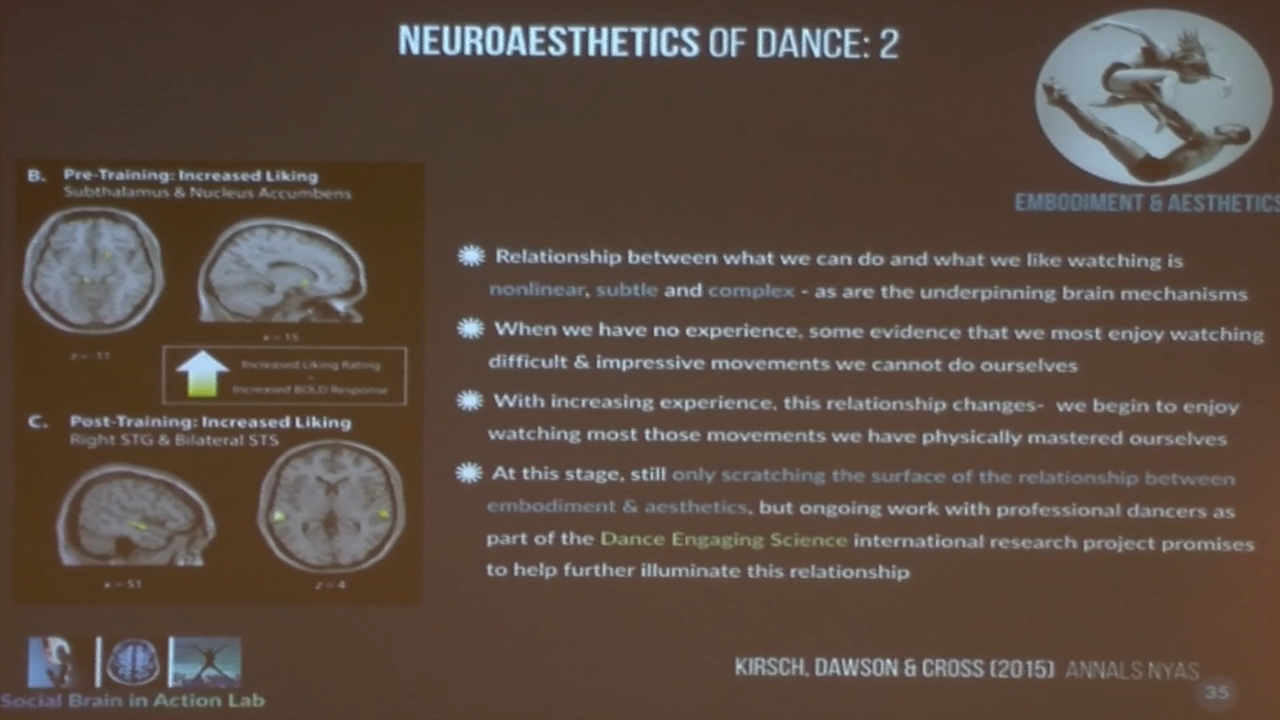 NEUROAESTHETICS OF DANCE: 2
EMBODIMENT & AESTHETICS
B. Pre-Training: Increased Liking
Subthalamus & Nucleus Accumbens
x = 15
z = -11
Increased Liking Rating
=
Increased BOLD Response
C. Post-Training: Increased Liking
Right STG & Bilateral STS
x = 51
z = 4
Relationship between what we can do and what we like watching is
nonlinear, subtle and complex - as are the underpinning brain mechanisms
When we have no experience, some evidence that we most enjoy watching
difficult & impressive movements we cannot do ourselves
With increasing experience, this relationship changes- we begin to enjoy
watching most those movements we have physically mastered ourselves
At this stage, still only scratching the surface of the relationship between
embodiment & aesthetics, but ongoing work with professional dancers as
part of the Dance Engaging Science international research project promises
to help further illuminate this relationship
KIRSCH, DAWSON & CROSS (2015) ANNALS NYAS
35
Social Brain in Action Lab